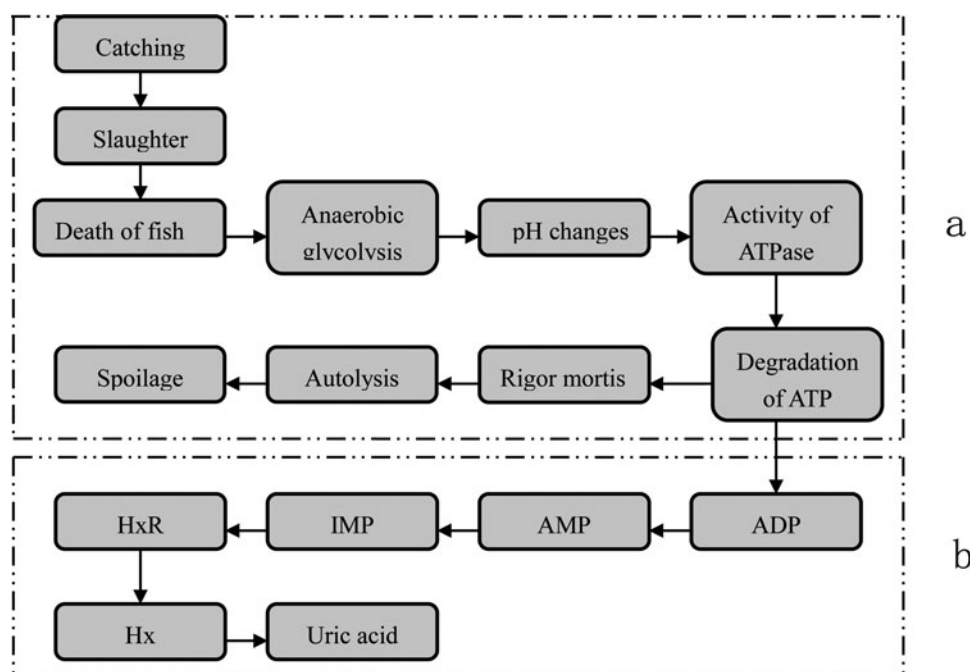 Catching
Slaughter
Death of fish
Anaerobic
glycolysis
pH changes
Activity of
ATPase
a
Spoilage
Autolysis
Rigor mortis
Degradation
of ATP
HxR
IMP
AMP
ADP
b
Hx
Uric acid